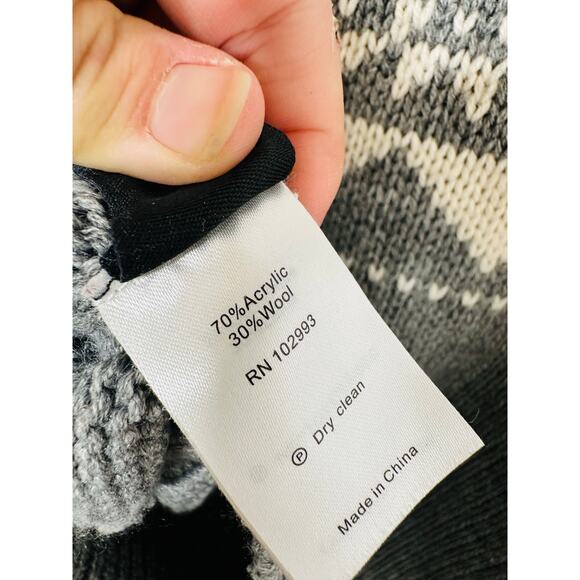 70%Acrylic
30%Wool
RN 102993
Ⓟ Dry clean
Made in China